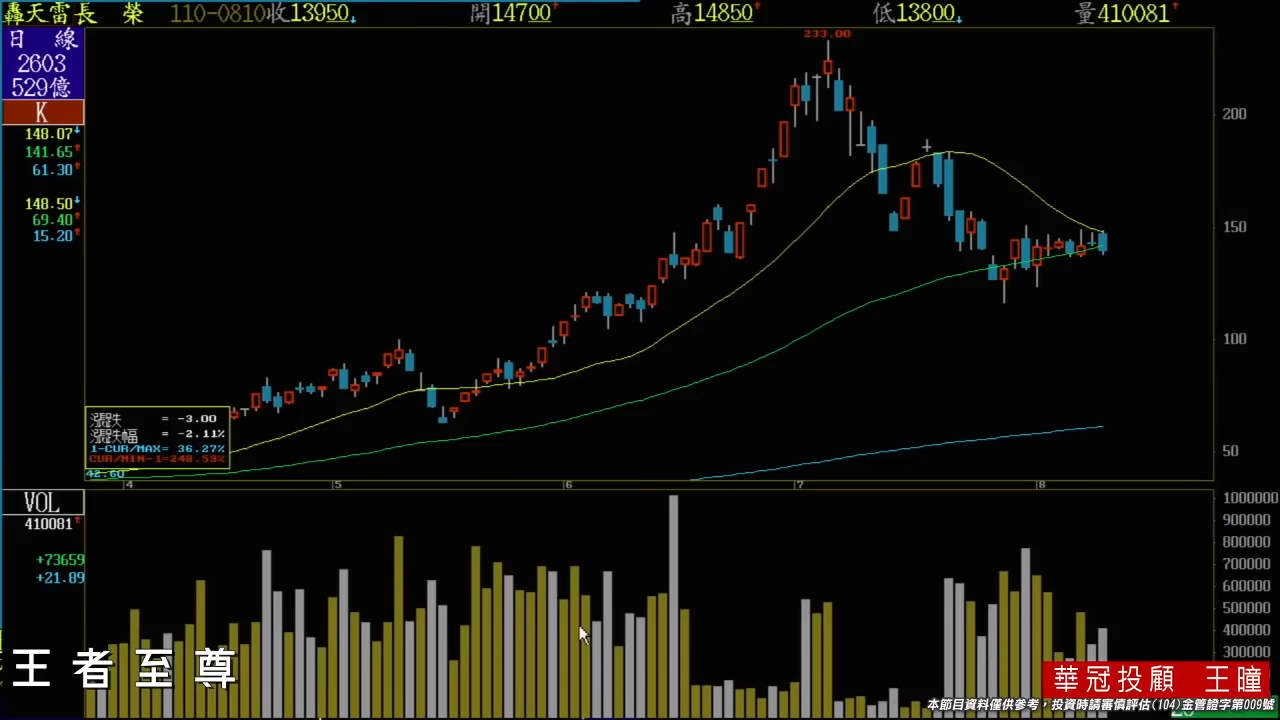 轟天雷長 榮 110-0810收13950↓ 開14700↑ 高14850↑ 低13800↓ 量410081↑
日 線
2603
529億
K
148.07↓
141.65↑
61.30↑
148.50↓
69.40↑
15.20↑
233.00
200
150
100
50
漲跌 = -3.00
漲跌幅 = -2.11%
1-CUR/MAX= 36.27%
CUR/MIN-1=248.59%
42.60
4 5 6 7 8
VOL
410081↑
+73659
+21.89
1000000
900000
800000
700000
600000
500000
400000
300000
王者至尊
華冠投顧 王曈
本節目資料僅供參考，投資時請審慎評估(104)金管證字第009號